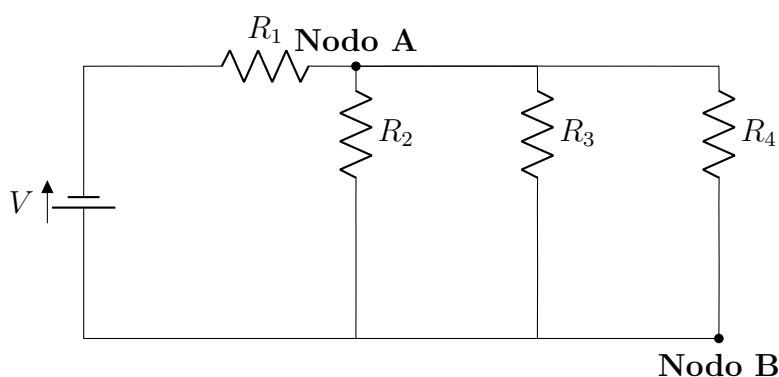 R₁
Nodo A
R₂
R₃
R₄
V
Nodo B